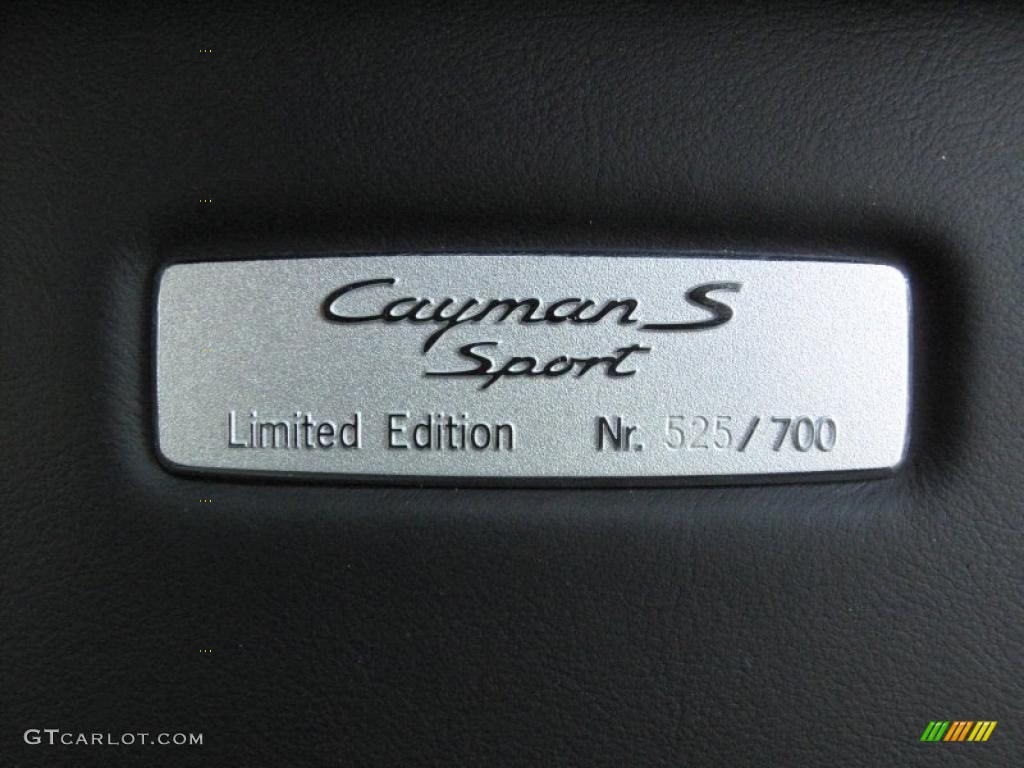 Cayman S
Sport
Limited Edition Nr. 525/700
GTCARLOT.COM